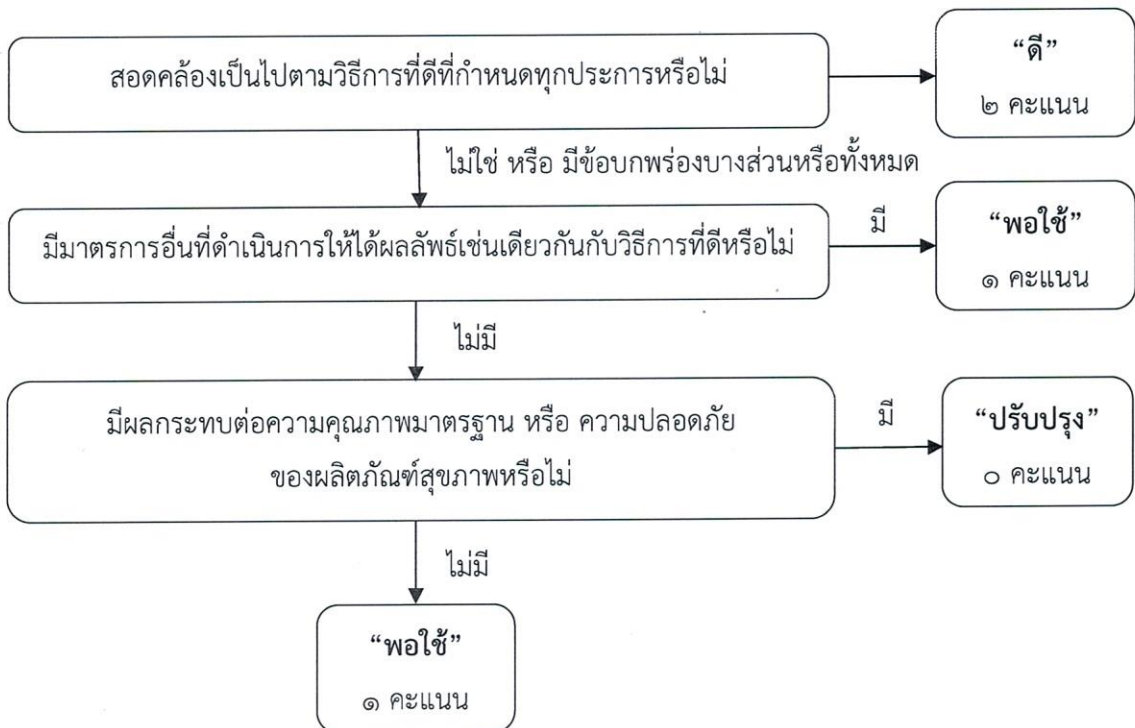 สอดคล้องเป็นไปตามวิธีการที่ดีที่กำหนดทุกประการหรือไม่
“ดี”
๒ คะแนน
ไม่ใช่ หรือ มีข้อบกพร่องบางส่วนหรือทั้งหมด
มีมาตรการอื่นที่ดำเนินการให้ได้ผลลัพธ์เช่นเดียวกันกับวิธีการที่ดีหรือไม่
มี
“พอใช้”
๑ คะแนน
ไม่มี
มีผลกระทบต่อความคุณภาพมาตรฐาน หรือ ความปลอดภัย
ของผลิตภัณฑ์สุขภาพหรือไม่
มี
“ปรับปรุง”
๐ คะแนน
ไม่มี
“พอใช้”
๑ คะแนน